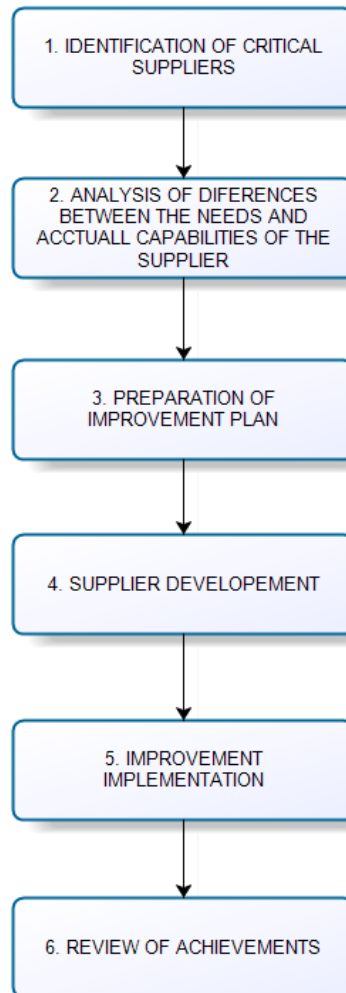 1. IDENTIFICATION OF CRITICAL
SUPPLIERS
2. ANALYSIS OF DIFERENCES
BETWEEN THE NEEDS AND
ACCTUALL CAPABILITIES OF THE
SUPPLIER
3. PREPARATION OF
IMPROVEMENT PLAN
4. SUPPLIER DEVELOPEMENT
5. IMPROVEMENT
IMPLEMENTATION
6. REVIEW OF ACHIEVEMENTS